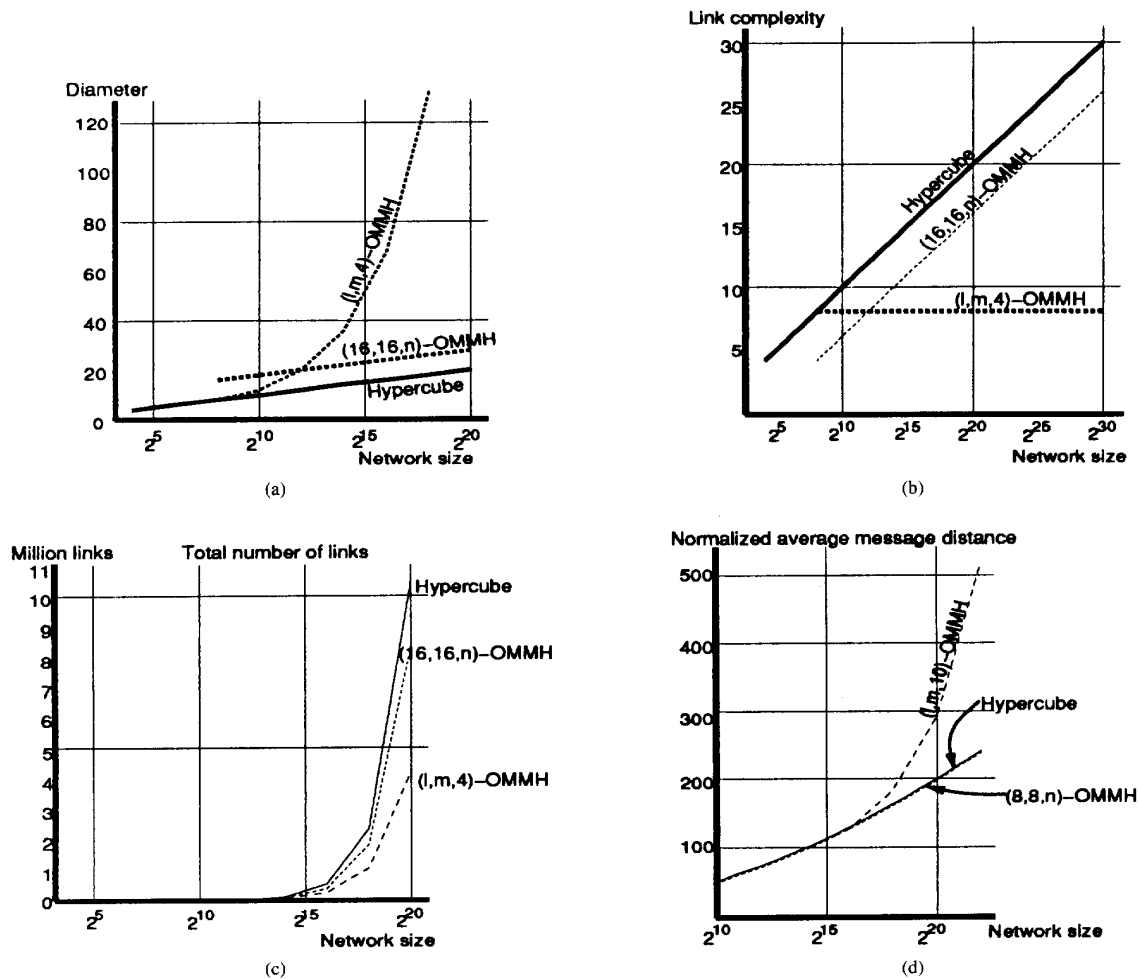 Diameter
120
100
80
60
40
20
0
(l,m,4)-OMMH
(16,16,n)-OMMH
Hypercube
2^5 2^10 2^15 2^20
Network size
(a)
Link complexity
30
25
20
15
10
5
Hypercube
(16,16,n)-OMMH
(l,m,4)-OMMH
2^5 2^10 2^15 2^20 2^25 2^30
Network size
(b)
Million links Total number of links
11
10
9
8
7
6
5
4
3
2
1
0
Hypercube
(16,16,n)-OMMH
(l,m,4)-OMMH
2^5 2^10 2^15 2^20
Network size
(c)
Normalized average message distance
500
400
300
200
100
(l,m,10)-OMMH
Hypercube
(8,8,n)-OMMH
2^10 2^15 2^20 Network size
(d)